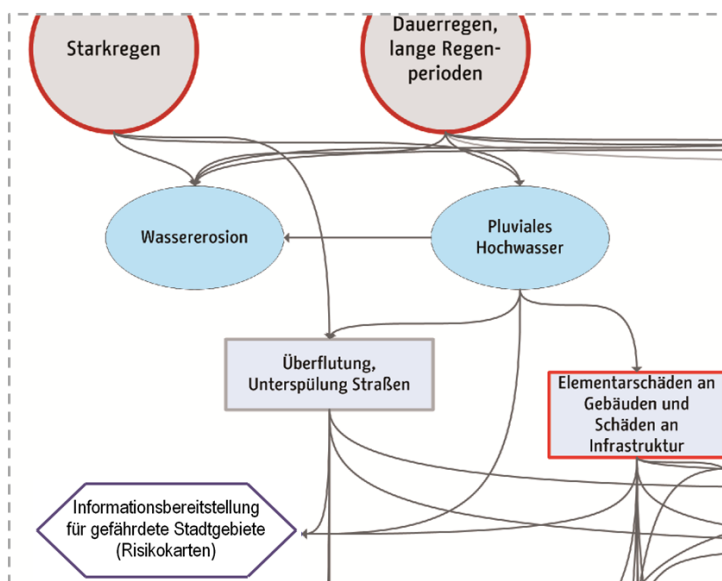 Starkregen
Dauerregen,
lange Regen-
perioden
Wassererosion
Pluviales
Hochwasser
Überflutung,
Unterspülung Straßen
Elementarschäden an
Gebäuden und
Schäden an
Infrastruktur
Informationsbereitstellung
für gefährdete Stadtgebiete
(Risikokarten)